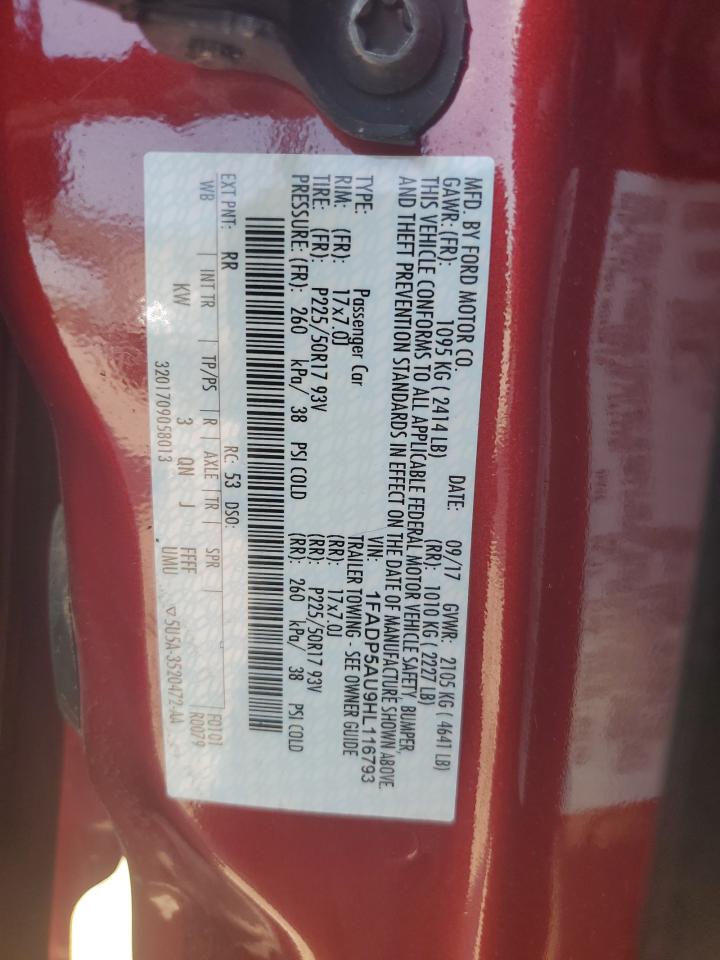 MFD. BY FORD MOTOR CO. DATE: 09/17 GVWR: 2105 KG ( 4641 LB)
GAWR: (FR): 1095 KG ( 2414 LB) (RR): 1010 KG ( 2227 LB)
THIS VEHICLE CONFORMS TO ALL APPLICABLE FEDERAL MOTOR VEHICLE SAFETY, BUMPER,
AND THEFT PREVENTION STANDARDS IN EFFECT ON THE DATE OF MANUFACTURE SHOWN ABOVE.
VIN: 1FADP5AU9HL116793
TYPE: Passenger Car TRAILER TOWING - SEE OWNER GUIDE
RIM: (FR): 17x7.0J (RR): 17x7.0J
TIRE: (FR): P225/50R17 93V (RR): P225/50R17 93V
PRESSURE: (FR): 260 kPa/ 38 PSI COLD (RR): 260 kPa/ 38 PSI COLD
EXT PNT: RR RC: 53 DSO: F0101
R0079
WB INT TR TP/PS R AXLE TR SPR
KW 3 QN J FFFF
UMU ▽5U5A-3520472-AA
3201709058013